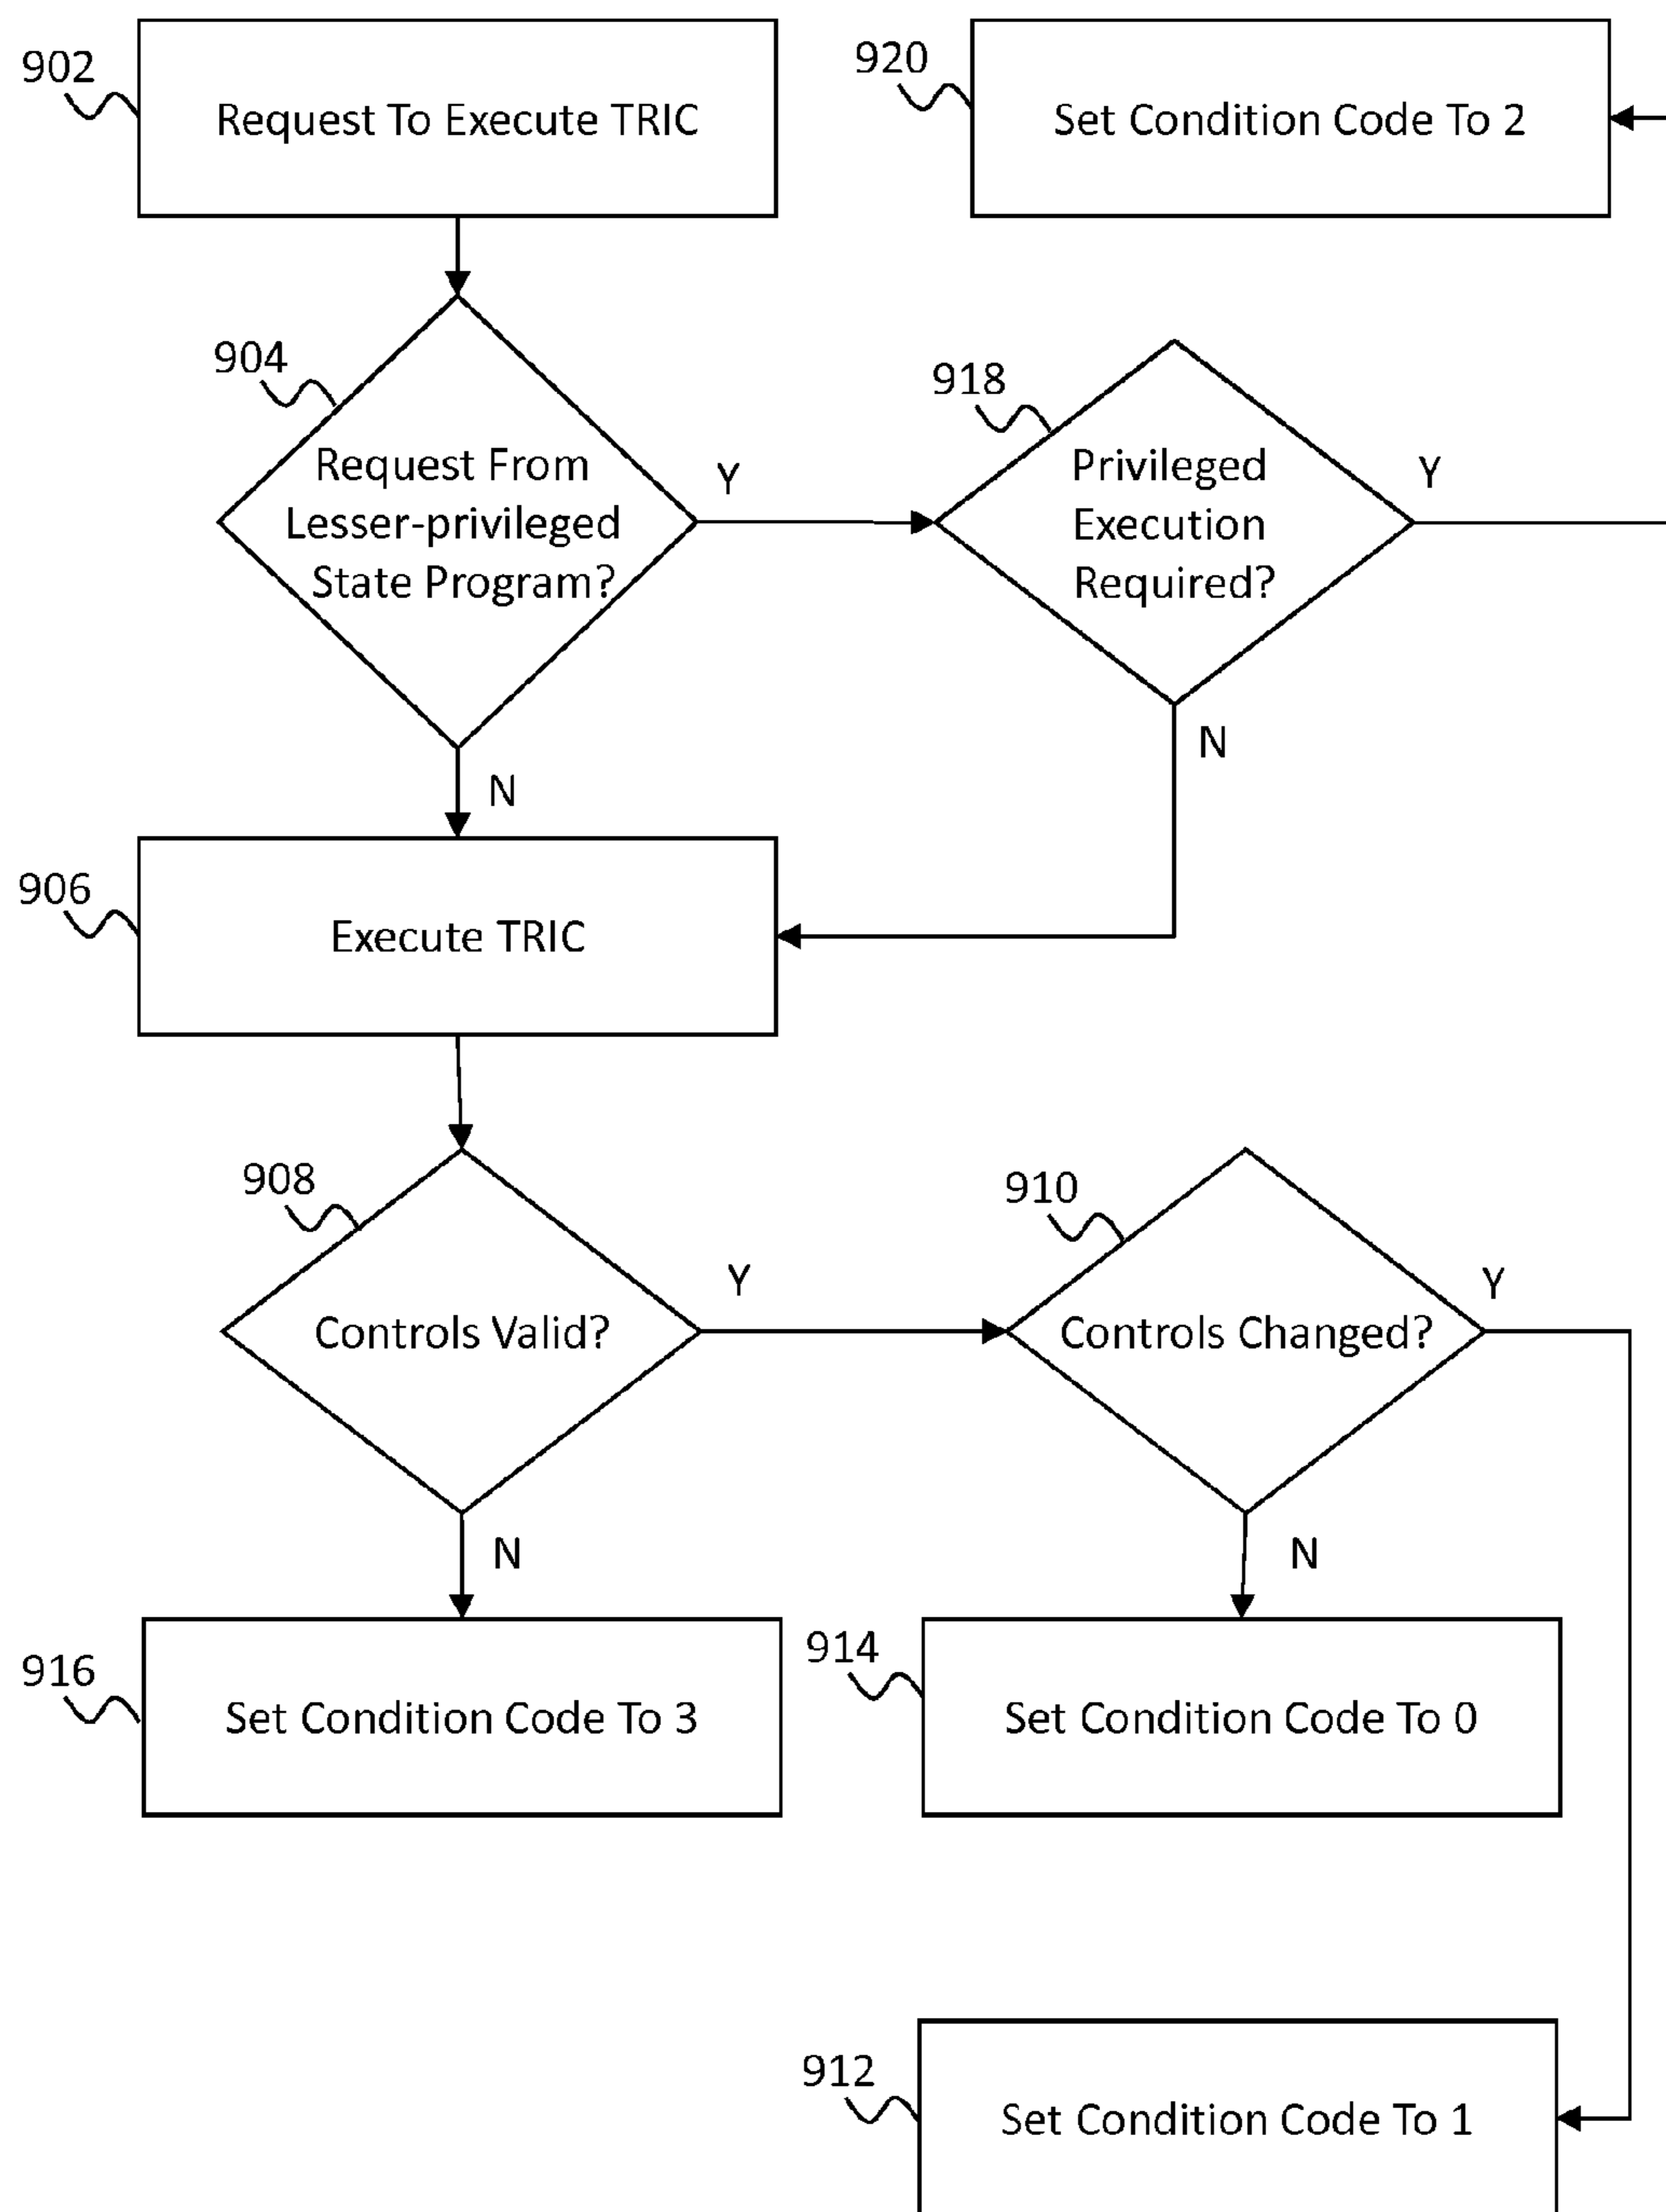 902
Request To Execute TRIC
920
Set Condition Code To 2
904
Request From
Lesser-privileged
State Program?
Y
918
Privileged
Execution
Required?
Y
N
N
906
Execute TRIC
908
Controls Valid?
Y
910
Controls Changed?
Y
N
N
916
Set Condition Code To 3
914
Set Condition Code To 0
912
Set Condition Code To 1